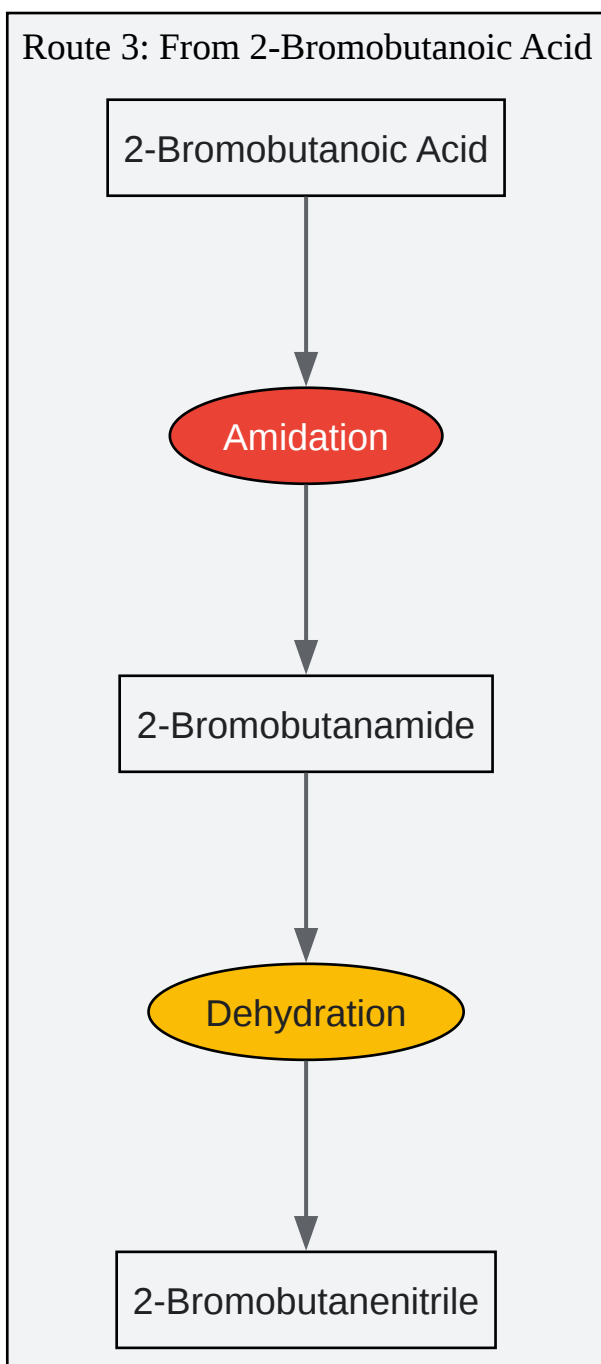 Route 3: From 2-Bromobutanoic Acid
2-Bromobutanoic Acid
Amidation
2-Bromobutanamide
Dehydration
2-Bromobutanenitrile